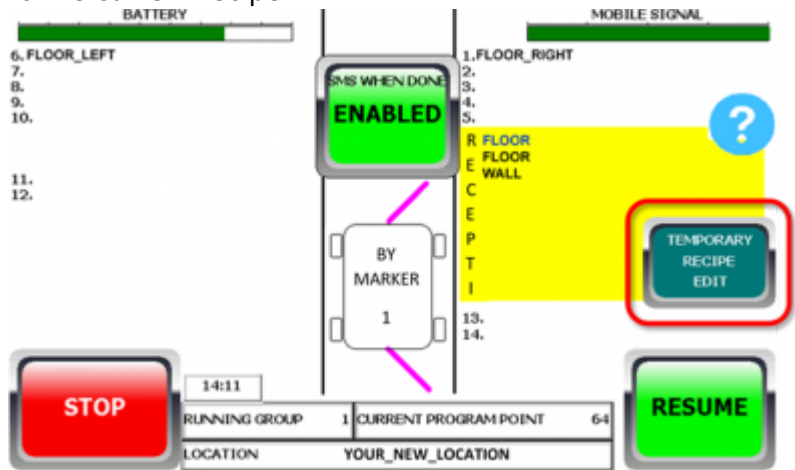 BATTERY
MOBILE SIGNAL
6. FLOOR_LEFT
7.
8.
9.
10.
11.
12.
SMS WHEN DONE
ENABLED
1.FLOOR_RIGHT
2.
3.
4.
5.
?
RECEPTI
FLOOR
FLOOR
WALL
TEMPORARY
RECIPE
EDIT
13.
14.
BY
MARKER
1
STOP
14:11
RESUME
RUNNING GROUP 1 CURRENT PROGRAM POINT 64
LOCATION YOUR_NEW_LOCATION